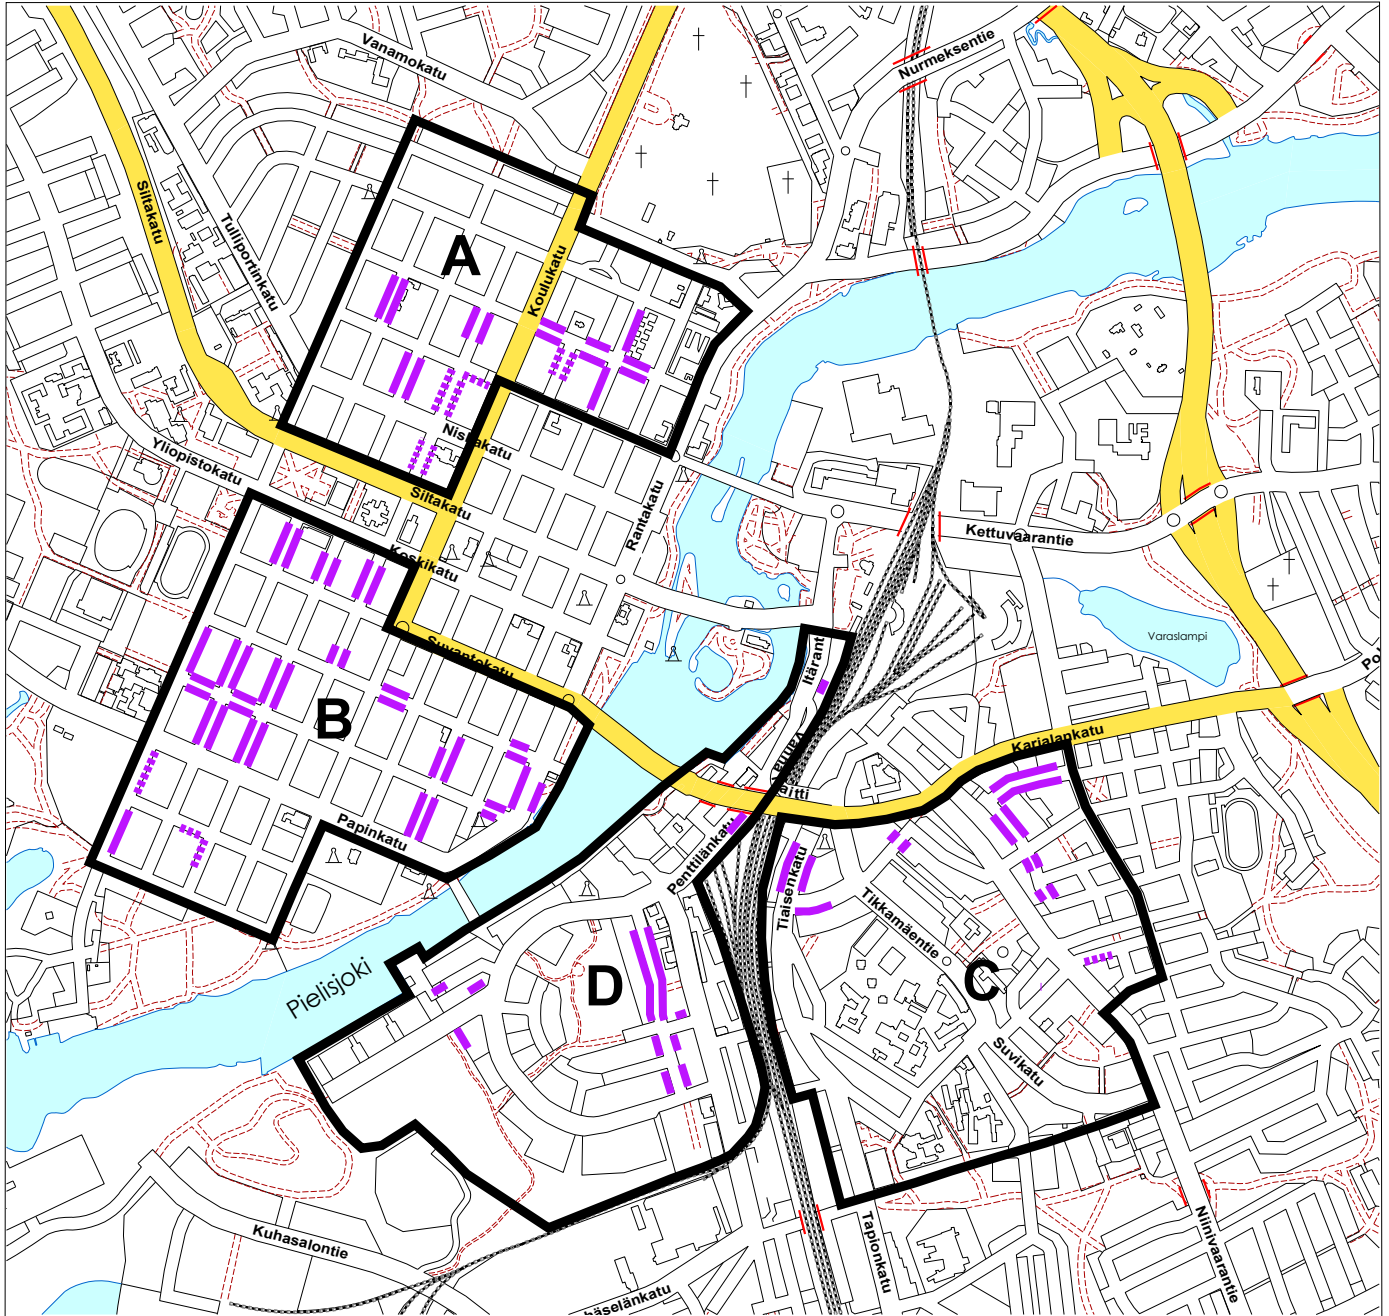 Vanamokatu
Nurmeksentie
Siltakatu
Tulliportinkatu
A
Koulukatu
Niskakatu
Yliopistokatu
Siltakatu
Rantakatu
Kettuvaarantie
Koskikatu
Varaslampi
Suvantokatu
Itärant
B
Karjalankatu
Papinkatu
Penttilänkatu
Tiaisenkatu
Tikkamäentie
D
C
Pielisjoki
Suvikatu
Kuhasalontie
Tapionkatu
Niinivaarantie